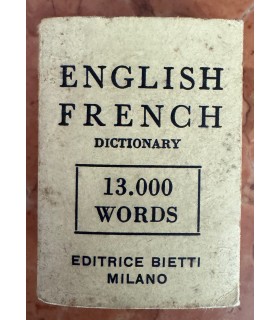 ENGLISH
FRENCH
DICTIONARY
13.000
WORDS
EDITRICE BIETTI
MILANO